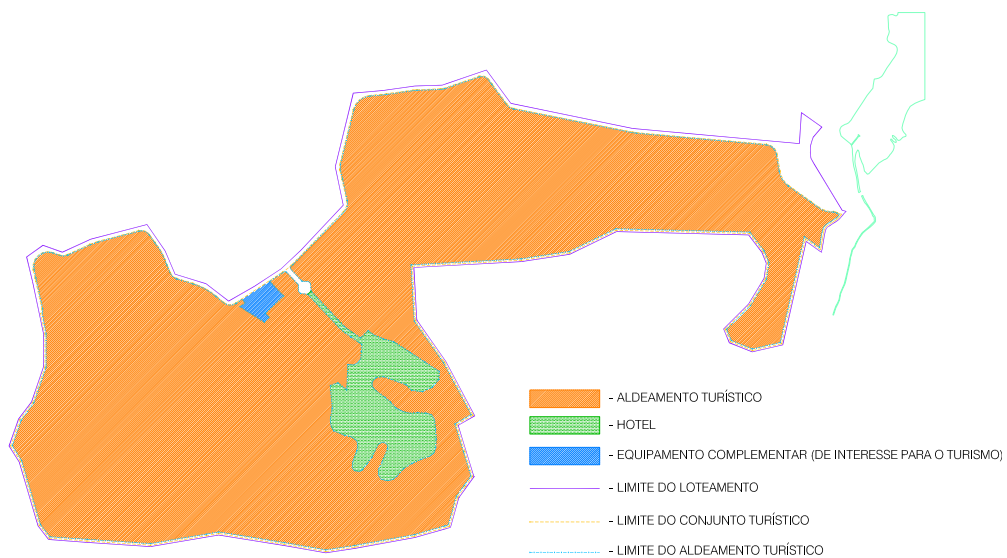 - ALDEAMENTO TURÍSTICO
- HOTEL
- EQUIPAMENTO COMPLEMENTAR (DE INTERESSE PARA O TURISMO)
- LIMITE DO LOTEAMENTO
- LIMITE DO CONJUNTO TURÍSTICO
- LIMITE DO ALDEAMENTO TURÍSTICO